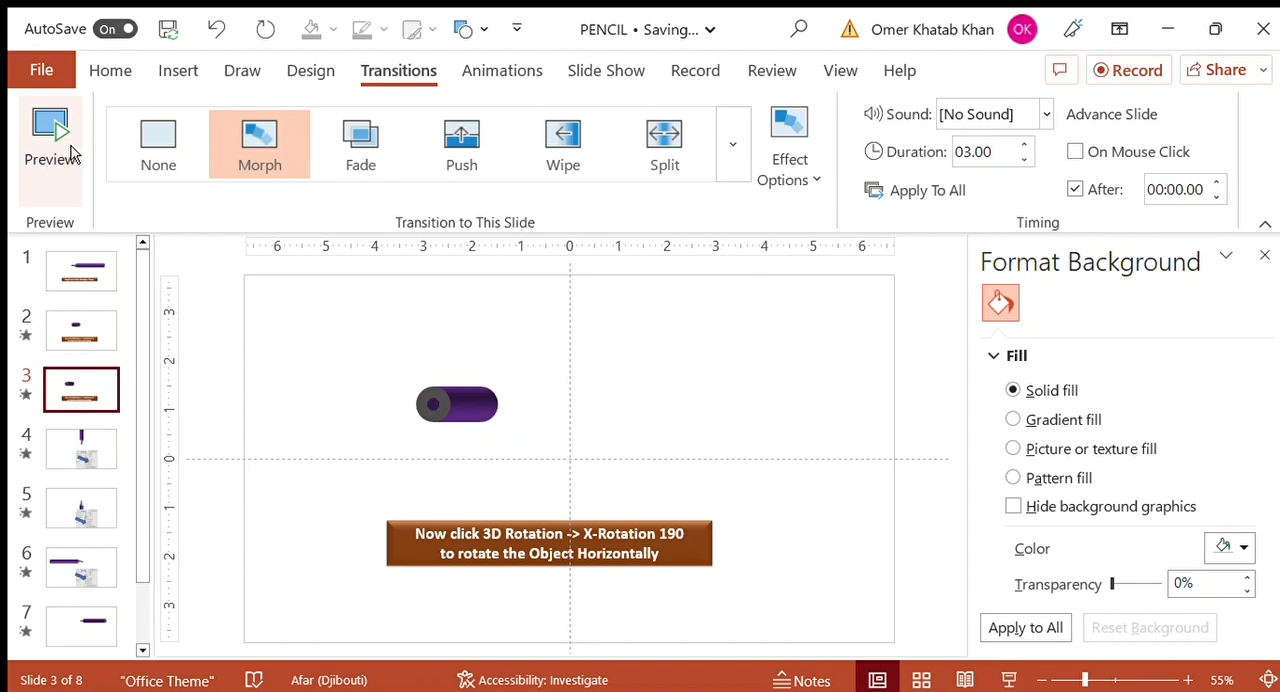 AutoSave On PENCIL • Saving... Omer Khatab Khan OK
File Home Insert Draw Design Transitions Animations Slide Show Record Review View Help Record Share
Preview None Morph Fade Push Wipe Split Effect Options
Sound: [No Sound] Advance Slide
Duration: 03.00 On Mouse Click
Apply To All After: 00:00.00
Preview Transition to This Slide Timing
6 5 4 3 2 1 0 1 2 3 4 5 6
3 2 1 0 1 2 3
1
2
3
4
5
6
7
Now click 3D Rotation -> X-Rotation 190
to rotate the Object Horizontally
Format Background
Fill
Solid fill
Gradient fill
Picture or texture fill
Pattern fill
Hide background graphics
Color
Transparency 0%
Apply to All Reset Background
Slide 3 of 8 "Office Theme" Afar (Djibouti) Accessibility: Investigate Notes 55%